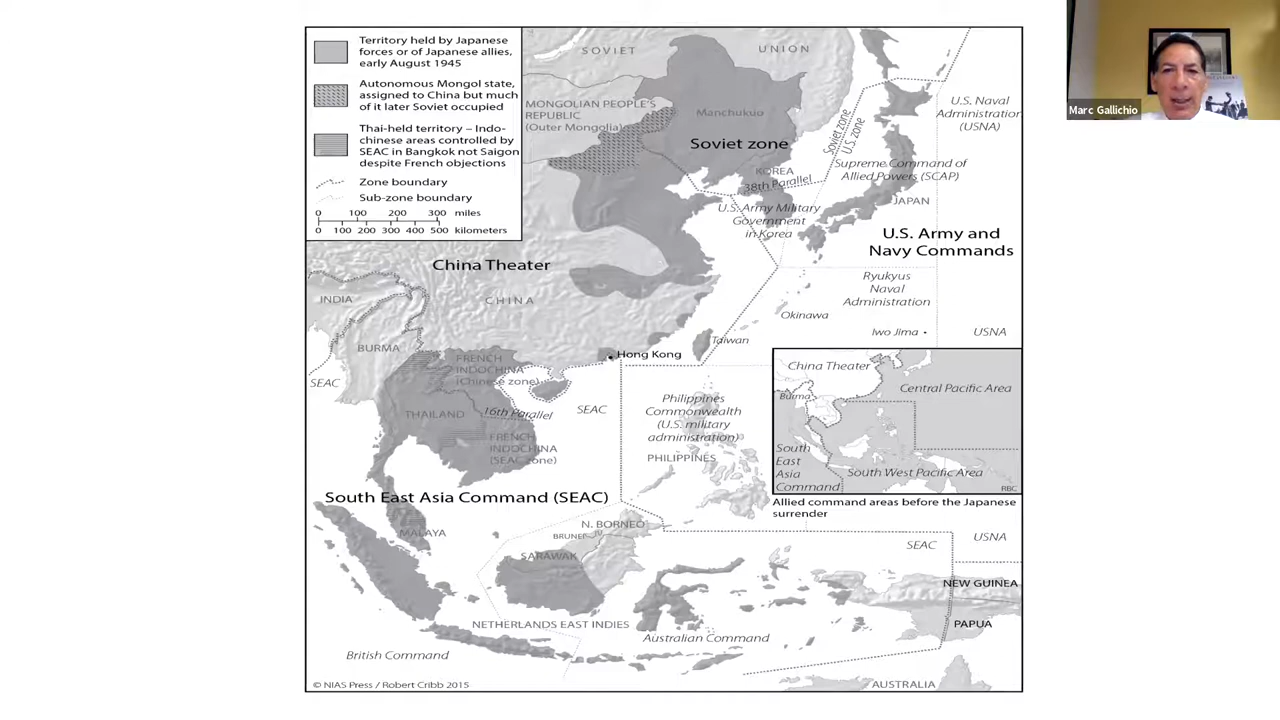 Territory held by Japanese
forces or of Japanese allies,
early August 1945
Autonomous Mongol state,
assigned to China but much
of it later Soviet occupied
Thai-held territory – Indo-
chinese areas controlled by
SEAC in Bangkok not Saigon
despite French objections
Zone boundary
Sub-zone boundary
0 100 200 300 miles
0 100 200 300 400 500 kilometers
SOVIET UNION
MONGOLIAN PEOPLE'S
REPUBLIC
(Outer Mongolia)
Manchukuo
Soviet zone
Soviet zone
U.S. zone
U.S. Naval
Administration
(USNA)
KOREA
38th Parallel
Supreme Command of
Allied Powers (SCAP)
JAPAN
U.S. Army Military
Government
in Korea
U.S. Army and
Navy Commands
China Theater
CHINA
INDIA
BURMA
SEAC
Ryukyus
Naval
Administration
Okinawa
Iwo Jima
USNA
Taiwan
Hong Kong
FRENCH
INDOCHINA
(Chinese zone)
THAILAND
16th Parallel
SEAC
FRENCH
INDOCHINA
(SEAC zone)
Philippines
Commonwealth
(U.S. military
administration)
PHILIPPINES
China Theater
Burma
Central Pacific Area
South
East
Asia
Command
South West Pacific Area
RBC
Allied command areas before the Japanese
surrender
South East Asia Command (SEAC)
MALAYA
N. BORNEO
BRUNEI
SARAWAK
SEAC
USNA
NEW GUINEA
PAPUA
NETHERLANDS EAST INDIES
Australian Command
British Command
AUSTRALIA
© NIAS Press / Robert Cribb 2015
Marc Gallichio